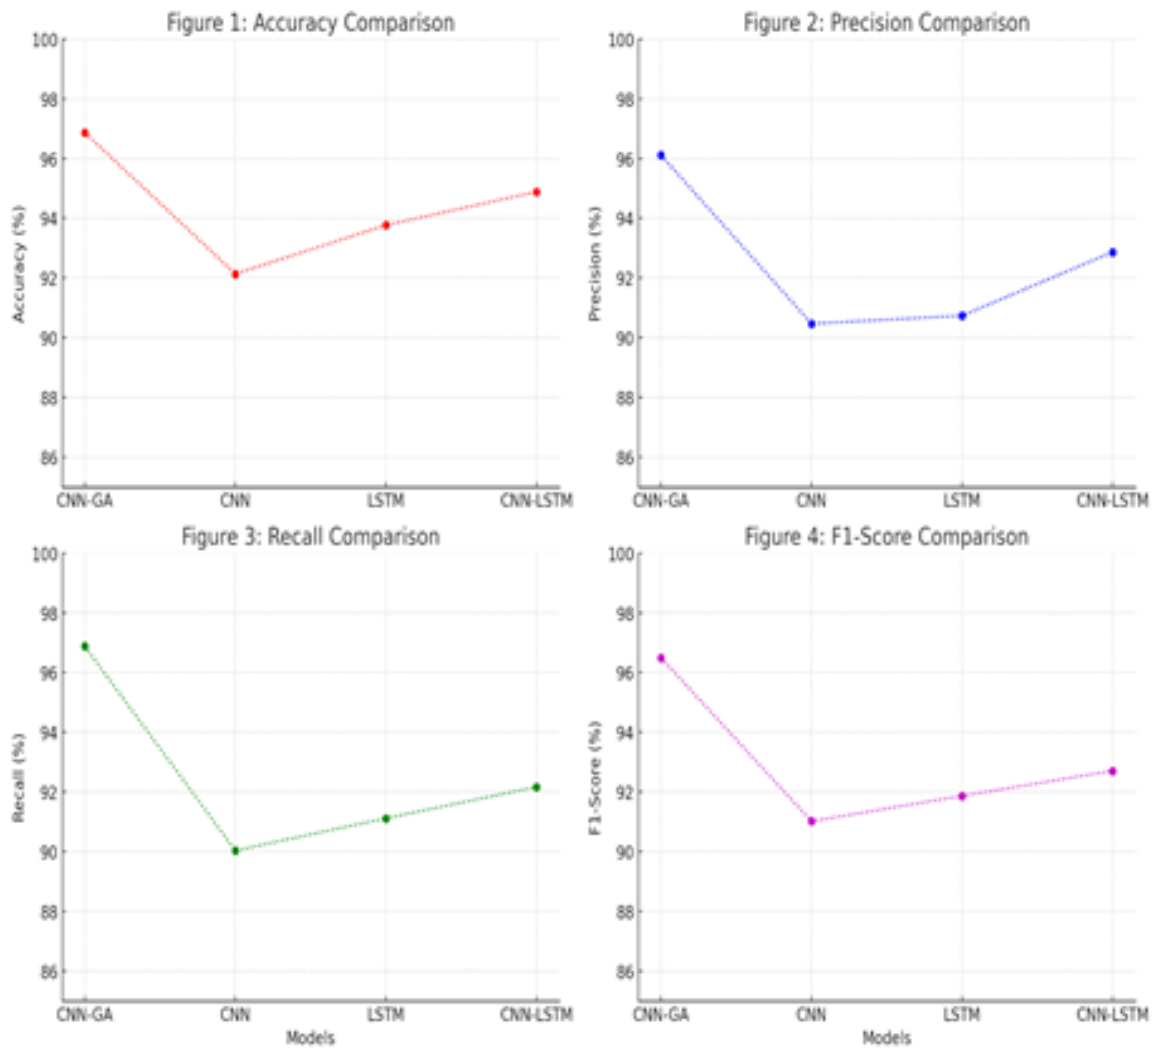 Figure 1: Accuracy Comparison
100
98
96
94
92
90
88
86
Accuracy (%)
CNN-GA CNN LSTM CNN-LSTM
Figure 2: Precision Comparison
100
98
96
94
92
90
88
86
Precision (%)
CNN-GA CNN LSTM CNN-LSTM
Figure 3: Recall Comparison
100
98
96
94
92
90
88
86
Recall (%)
CNN-GA CNN LSTM CNN-LSTM
Models
Figure 4: F1-Score Comparison
100
98
96
94
92
90
88
86
F1-Score (%)
CNN-GA CNN LSTM CNN-LSTM
Models